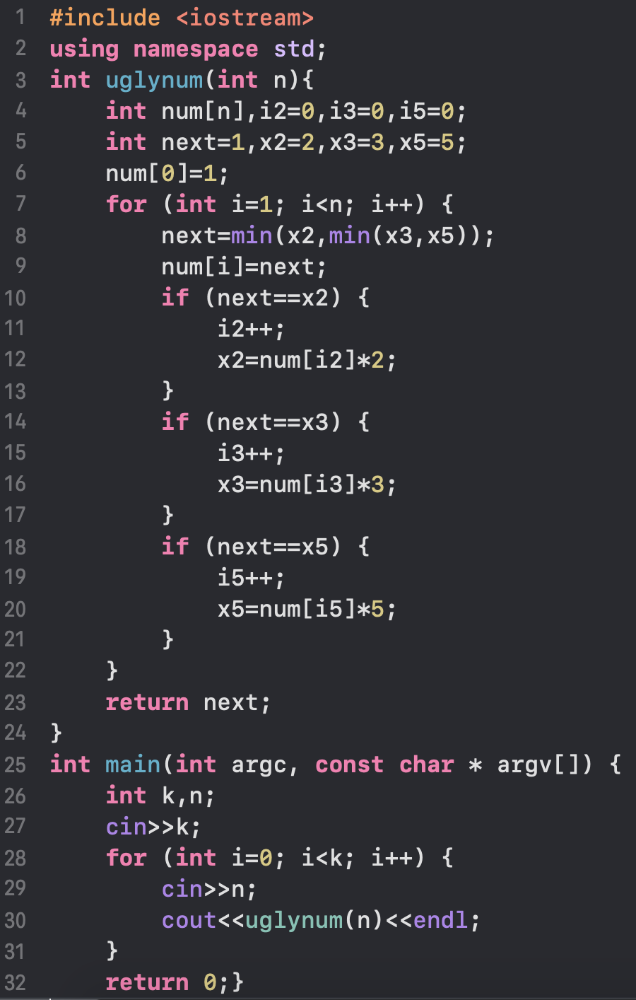 1 #include <iostream>
2 using namespace std;
3 int uglynum(int n){
4     int num[n],i2=0,i3=0,i5=0;
5     int next=1,x2=2,x3=3,x5=5;
6     num[0]=1;
7     for (int i=1; i<n; i++) {
8         next=min(x2,min(x3,x5));
9         num[i]=next;
10         if (next==x2) {
11             i2++;
12             x2=num[i2]*2;
13         }
14         if (next==x3) {
15             i3++;
16             x3=num[i3]*3;
17         }
18         if (next==x5) {
19             i5++;
20             x5=num[i5]*5;
21         }
22     }
23     return next;
24 }
25 int main(int argc, const char * argv[]) {
26     int k,n;
27     cin>>k;
28     for (int i=0; i<k; i++) {
29         cin>>n;
30         cout<<uglynum(n)<<endl;
31     }
32     return 0;}